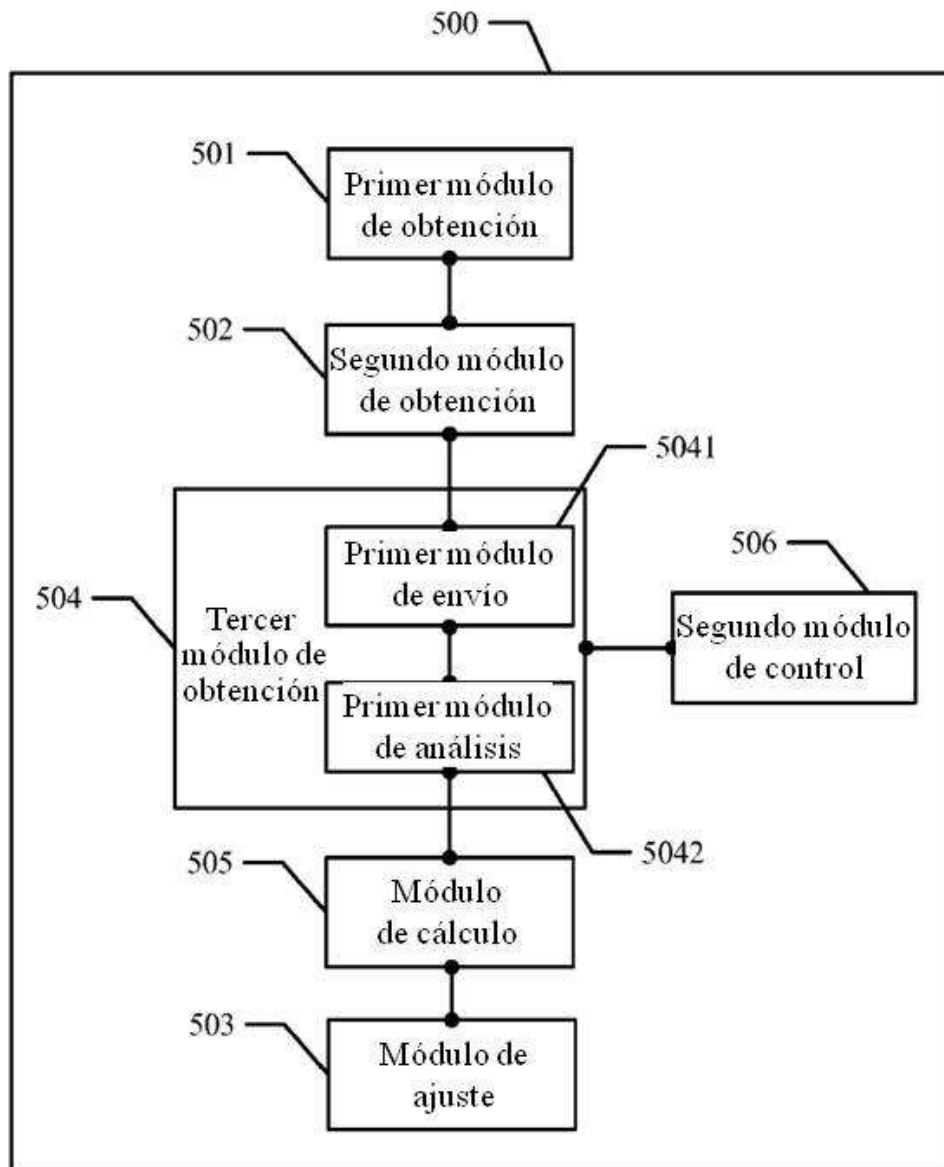 500
501
Primer módulo
de obtención
502
Segundo módulo
de obtención
5041
Primer módulo
de envío
506
504
Tercer
módulo de
obtención
Segundo módulo
de control
Primer módulo
de análisis
5042
505
Módulo
de cálculo
503
Módulo de
ajuste